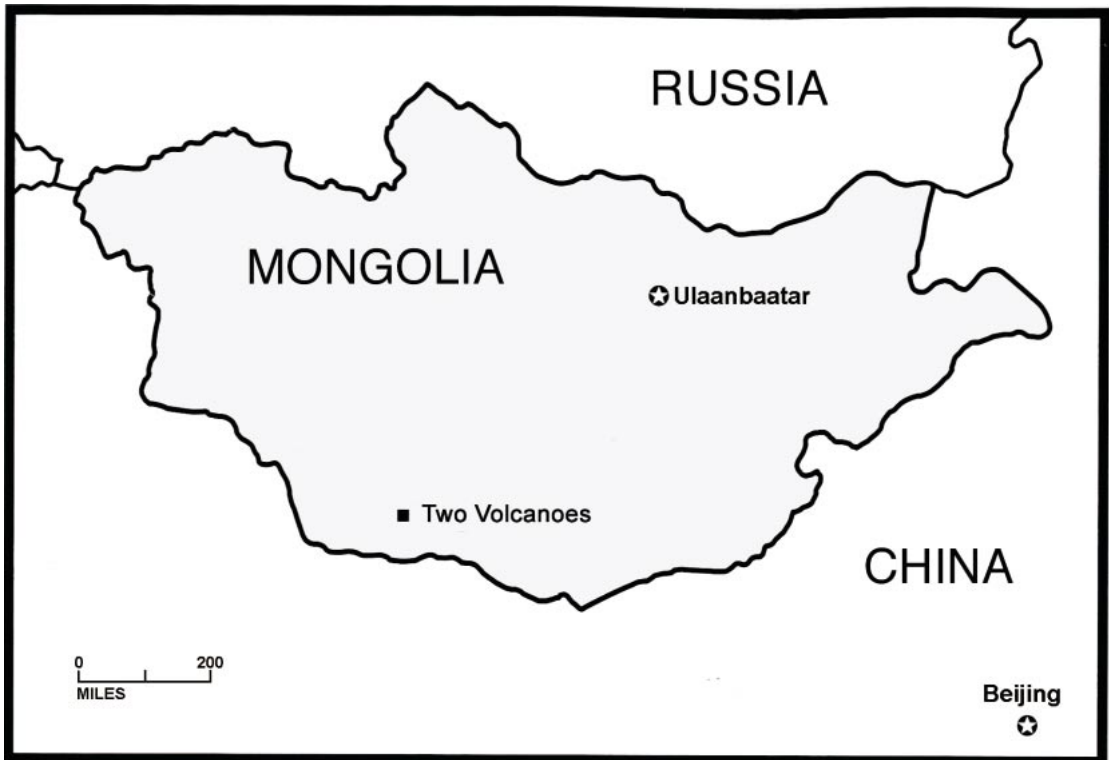 RUSSIA
MONGOLIA
Ulaanbaatar
Two Volcanoes
CHINA
0 200
MILES
Beijing